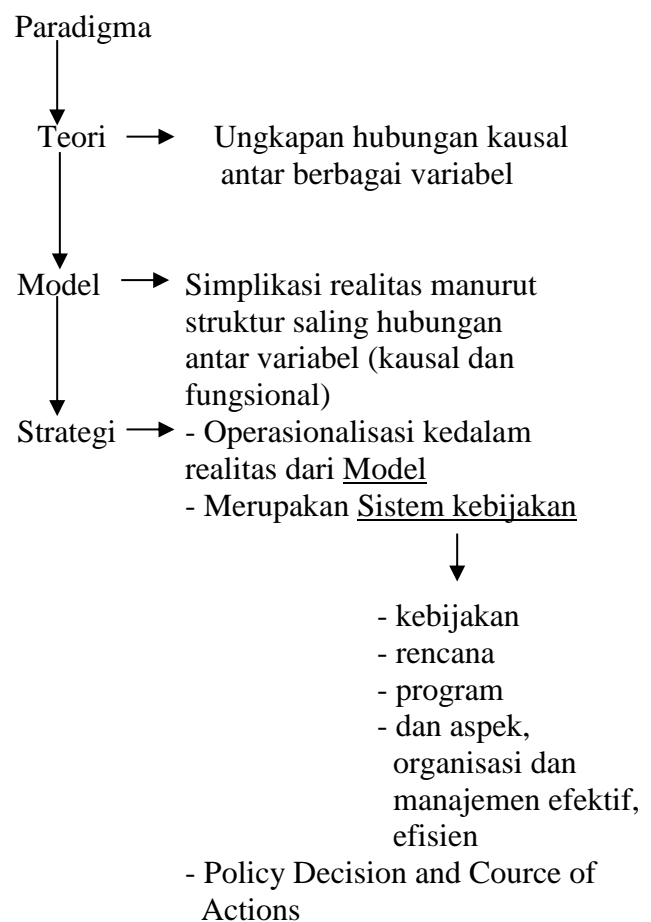 Paradigma
Teori Ungkapan hubungan kausal
antar berbagai variabel
Model Simplikasi realitas manurut
struktur saling hubungan
antar variabel (kausal dan
fungsional)
Strategi - Operasionalisasi kedalam
realitas dari Model
- Merupakan Sistem kebijakan
- kebijakan
- rencana
- program
- dan aspek,
organisasi dan
manajemen efektif,
efisien
- Policy Decision and Cource of
Actions